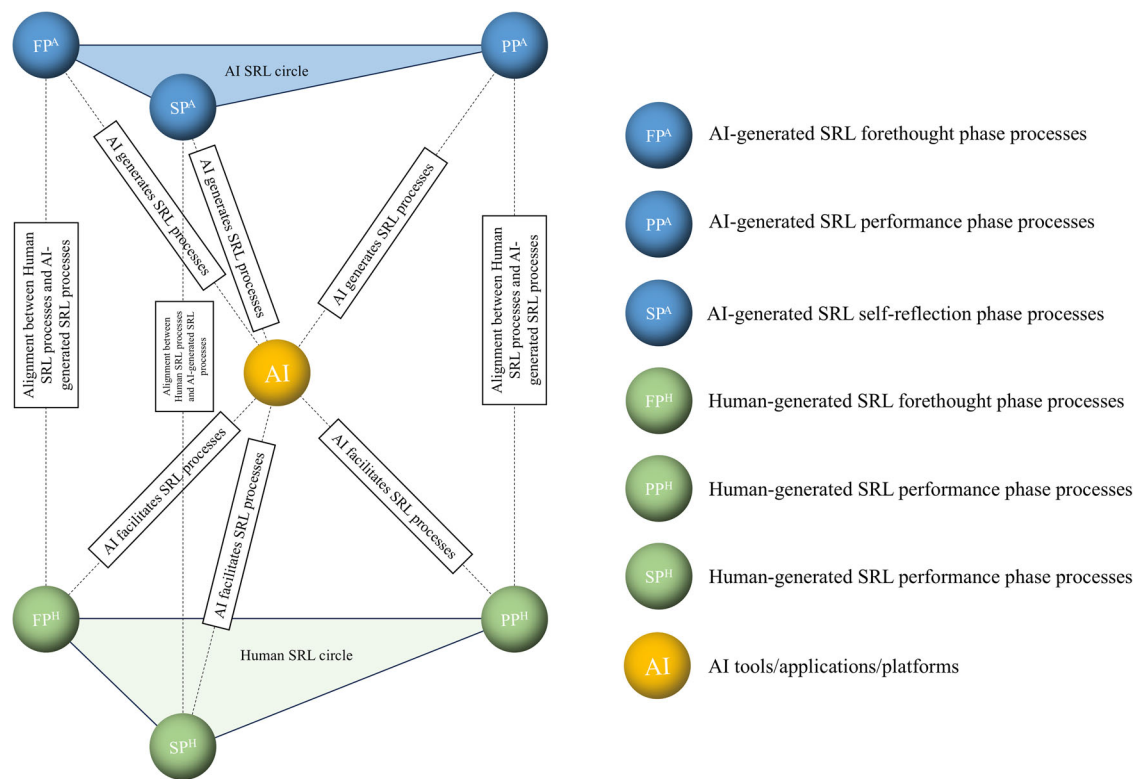 FPᴬ
PPᴬ
AI SRL circle
SPᴬ
AI generates SRL processes
AI generates SRL processes
AI generates SRL processes
Alignment between Human
SRL processes and AI-
generated SRL processes
Alignment between
Human SRL processes
and AI-generated SRL
processes
Alignment between Human
SRL processes and AI-
generated SRL processes
AI
AI facilitates SRL processes
AI facilitates SRL processes
AI facilitates SRL processes
FPᴴ
PPᴴ
Human SRL circle
SPᴴ
FPᴬ AI-generated SRL forethought phase processes
PPᴬ AI-generated SRL performance phase processes
SPᴬ AI-generated SRL self-reflection phase processes
FPᴴ Human-generated SRL forethought phase processes
PPᴴ Human-generated SRL performance phase processes
SPᴴ Human-generated SRL performance phase processes
AI AI tools/applications/platforms